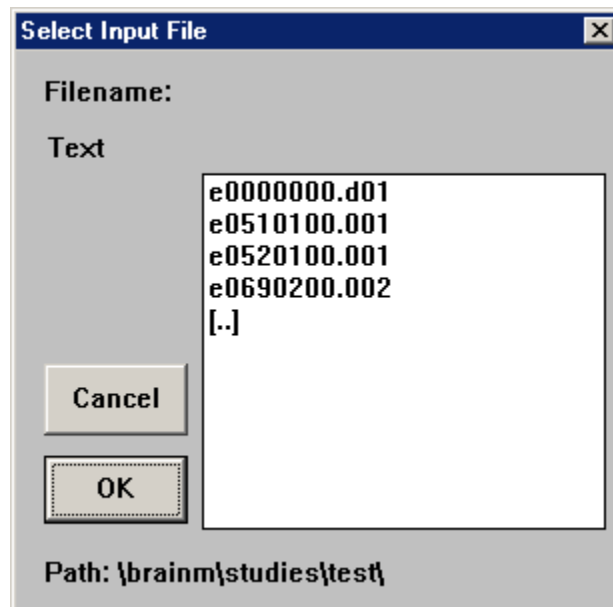 Select Input File
Filename:
Text
e0000000.d01
e0510100.001
e0520100.001
e0690200.002
[..]
Cancel
OK
Path: \brainm\studies\test\